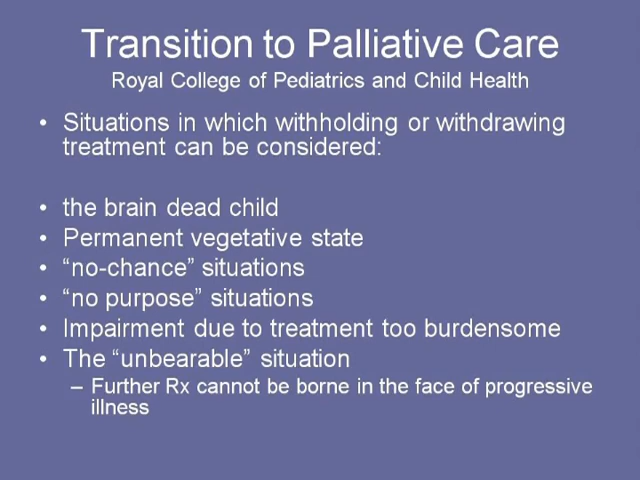 Transition to Palliative Care
Royal College of Pediatrics and Child Health
• Situations in which withholding or withdrawing
treatment can be considered:
• the brain dead child
• Permanent vegetative state
• “no-chance” situations
• “no purpose” situations
• Impairment due to treatment too burdensome
• The “unbearable” situation
– Further Rx cannot be borne in the face of progressive
illness